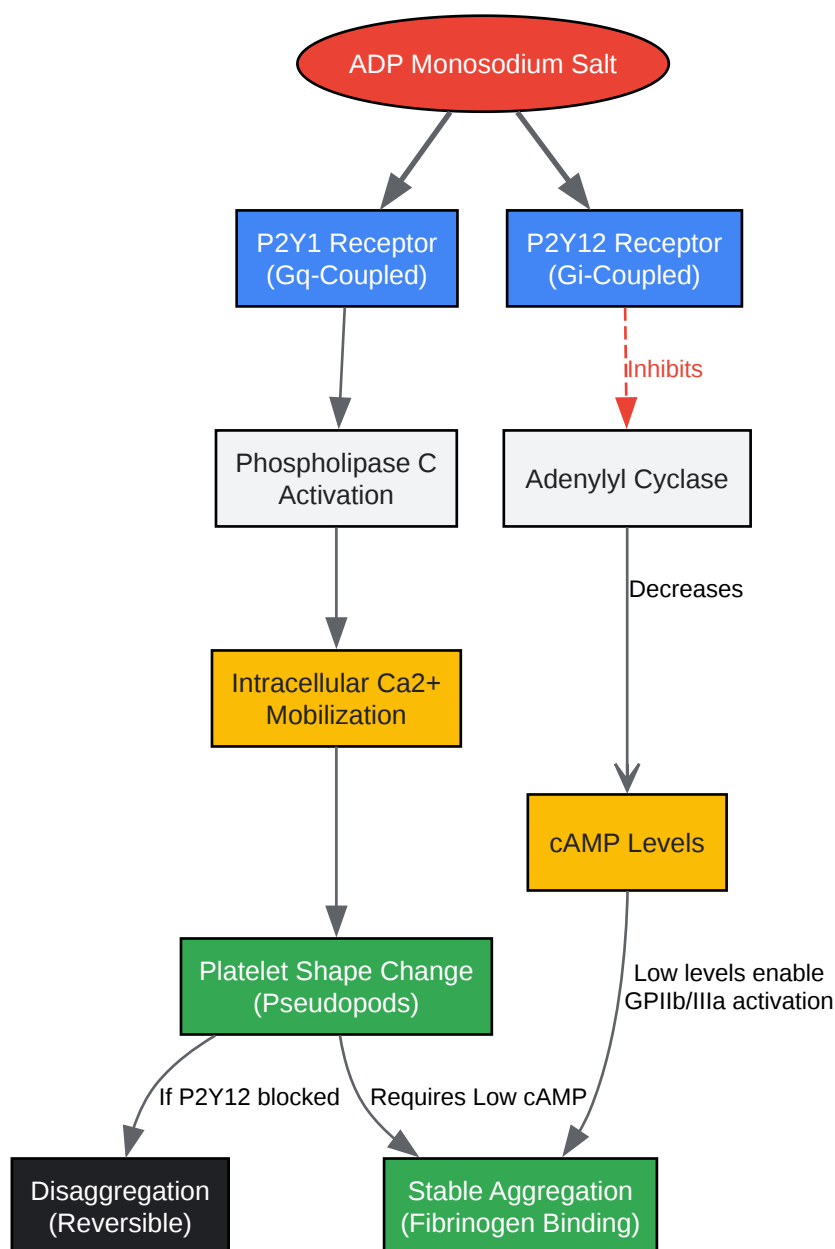 ADP Monosodium Salt
P2Y1 Receptor
(Gq-Coupled)
P2Y12 Receptor
(Gi-Coupled)
Inhibits
Phospholipase C
Activation
Adenylyl Cyclase
Decreases
Intracellular Ca2+
Mobilization
cAMP Levels
Platelet Shape Change
(Pseudopods)
Low levels enable
GPIIb/IIIa activation
If P2Y12 blocked
Requires Low cAMP
Disaggregation
(Reversible)
Stable Aggregation
(Fibrinogen Binding)